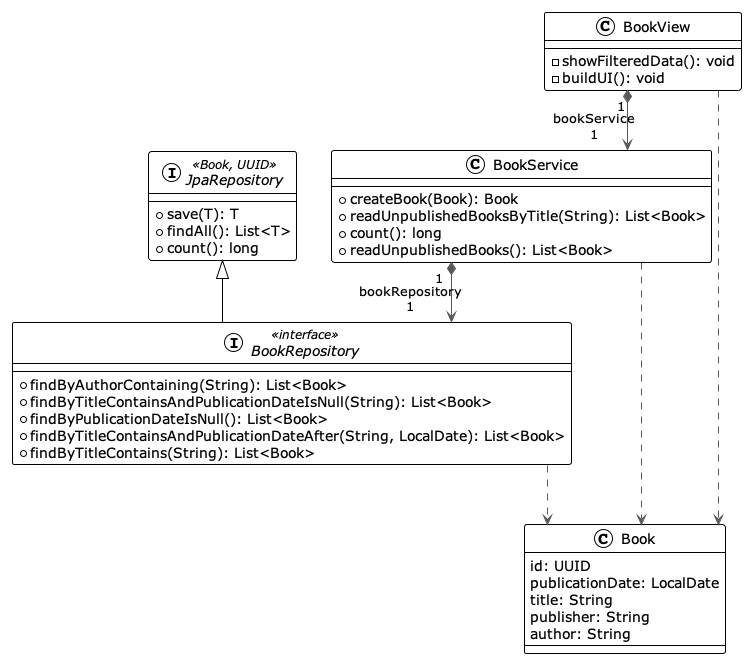 C BookView
showFilteredData(): void
buildUI(): void
1
bookService
1
I «Book, UUID»
JpaRepository
save(T): T
findAll(): List<T>
count(): long
C BookService
createBook(Book): Book
readUnpublishedBooksByTitle(String): List<Book>
count(): long
readUnpublishedBooks(): List<Book>
1
bookRepository
1
I «interface»
BookRepository
findByAuthorContaining(String): List<Book>
findByTitleContainsAndPublicationDateIsNull(String): List<Book>
findByPublicationDateIsNull(): List<Book>
findByTitleContainsAndPublicationDateAfter(String, LocalDate): List<Book>
findByTitleContains(String): List<Book>
C Book
id: UUID
publicationDate: LocalDate
title: String
publisher: String
author: String